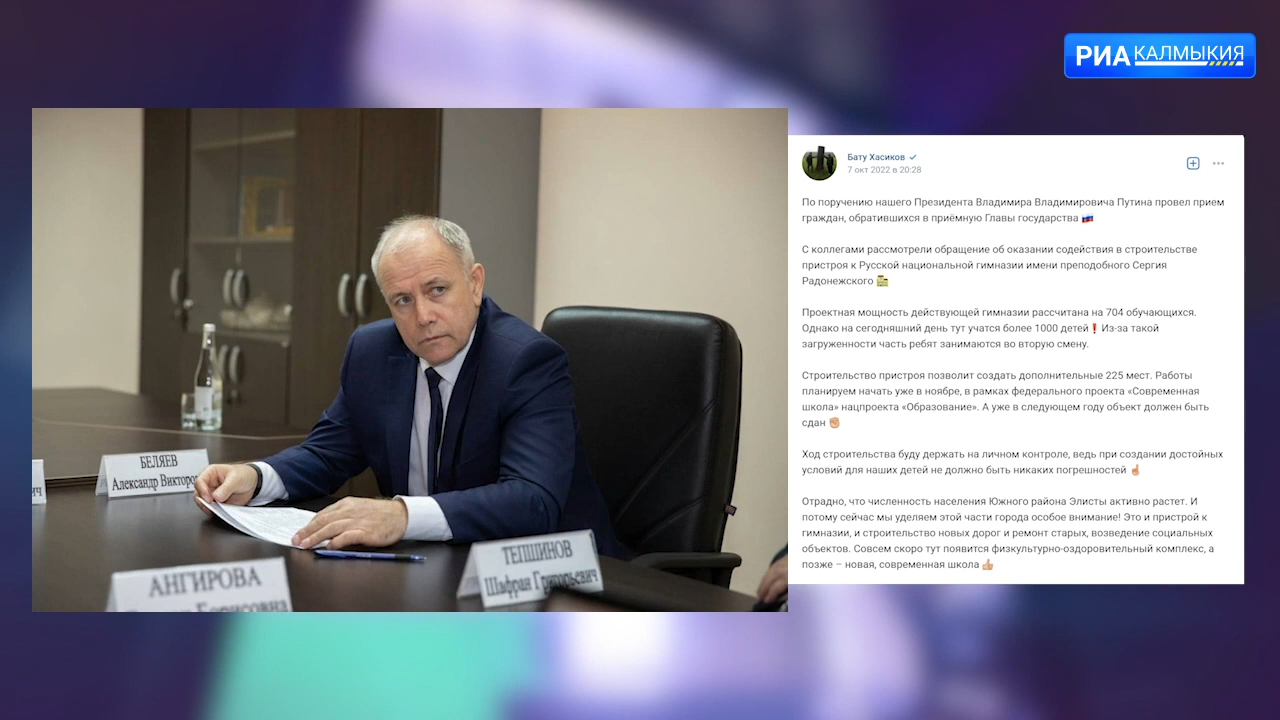 РИА КАЛМЫКИЯ
Бату Хасиков
7 окт 2022 в 20:28
По поручению нашего Президента Владимира Владимировича Путина провел прием
граждан, обратившихся в приёмную Главы государства
С коллегами рассмотрели обращение об оказании содействия в строительстве
пристроя к Русской национальной гимназии имени преподобного Сергия
Радонежского
Проектная мощность действующей гимназии рассчитана на 704 обучающихся.
Однако на сегодняшний день тут учатся более 1000 детей❗Из-за такой
загруженности часть ребят занимаются во вторую смену.
Строительство пристроя позволит создать дополнительные 225 мест. Работы
планируем начать уже в ноябре, в рамках федерального проекта «Современная
школа» нацпроекта «Образование». А уже в следующем году объект должен быть
сдан
Ход строительства буду держать на личном контроле, ведь при создании достойных
условий для наших детей не должно быть никаких погрешностей
Отрадно, что численность населения Южного района Элисты активно растет. И
потому сейчас мы уделяем этой части города особое внимание! Это и пристрой к
гимназии, и строительство новых дорог и ремонт старых, возведение социальных
объектов. Совсем скоро тут появится физкультурно-оздоровительный комплекс, а
позже – новая, современная школа
БЕЛЯЕВ
Александр Викторо
ич
ТЕПШИНОВ
Шафран Григорьевич
АНГИРОВА
Борисовна